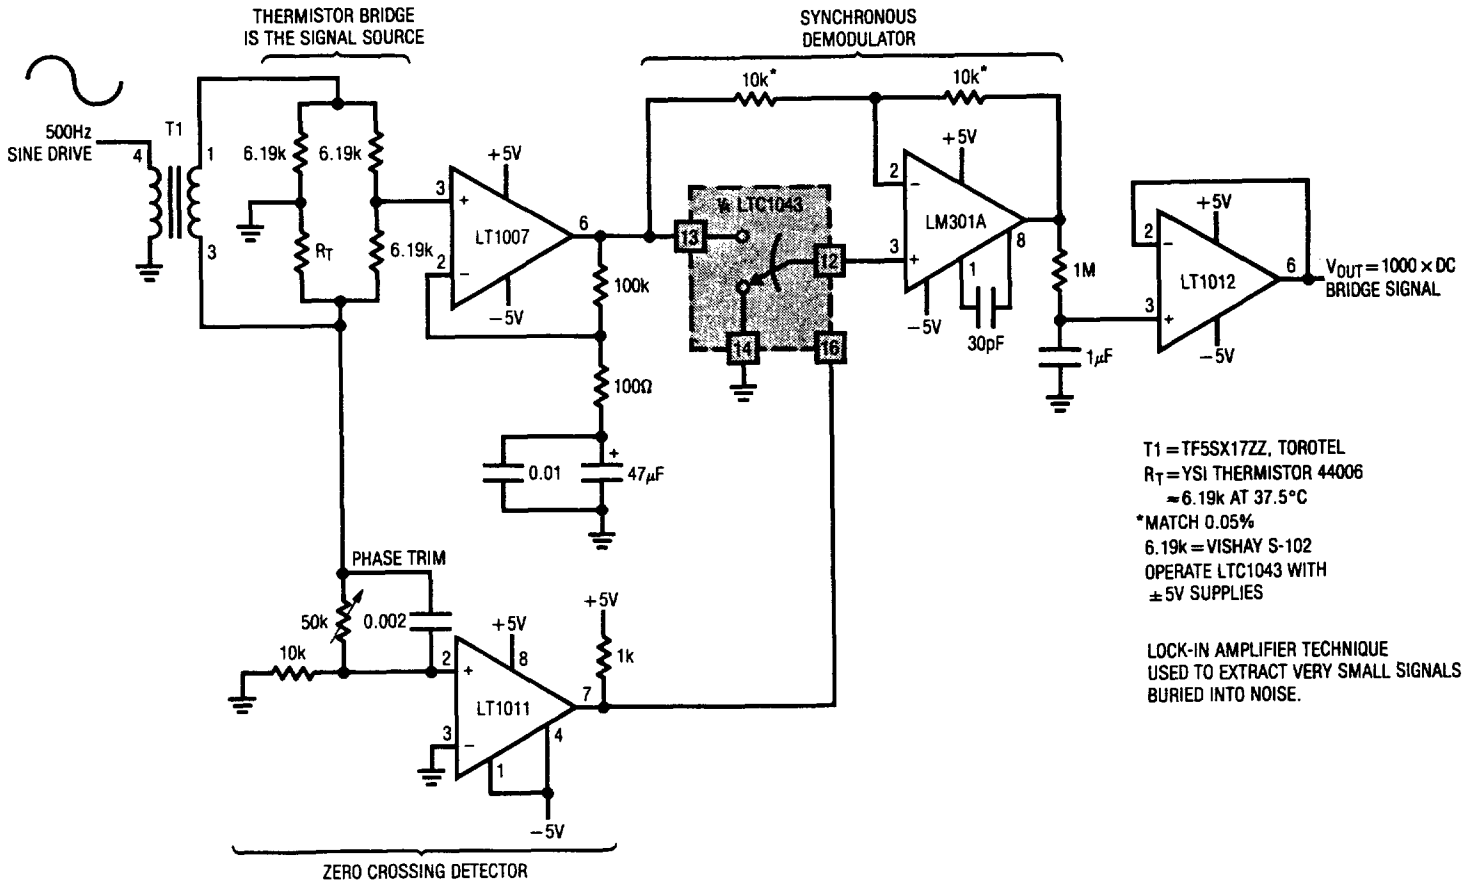 THERMISTOR BRIDGE
IS THE SIGNAL SOURCE
SYNCHRONOUS
DEMODULATOR
500Hz
SINE DRIVE
T1
4
1
3
6.19k
6.19k
RT
6.19k
10k*
10k*
+5V
3
+
2
−
LT1007
6
−5V
100k
100Ω
0.01
+
47µF
¼ LTC1043
13
12
14
16
+5V
2
−
3
+
LM301A
1
8
−5V
30pF
1M
1µF
+5V
2
−
3
+
LT1012
6
−5V
VOUT = 1000 × DC
BRIDGE SIGNAL
T1 = TF5SX17ZZ, TOROTEL
RT = YSI THERMISTOR 44006
≈ 6.19k AT 37.5°C
*MATCH 0.05%
6.19k = VISHAY S-102
OPERATE LTC1043 WITH
±5V SUPPLIES
LOCK-IN AMPLIFIER TECHNIQUE
USED TO EXTRACT VERY SMALL SIGNALS
BURIED INTO NOISE.
PHASE TRIM
50k
0.002
10k
+5V
8
2
+
3
−
LT1011
7
1
4
+5V
1k
−5V
ZERO CROSSING DETECTOR